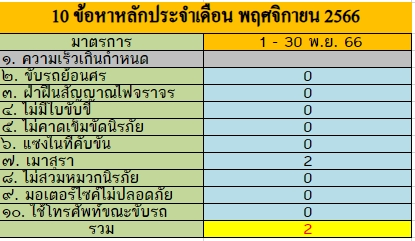 10 ข้อหาหลักประจำเดือน พฤศจิกายน 2566
มาตรการ 1 - 30 พ.ย. 66
๑. ความเร็วเกินกำหนด
๒. ขับรถย้อนศร 0
๓. ฝ่าฝืนสัญญาณไฟจราจร 0
๔. ไม่มีใบขับขี่ 0
๕. ไม่คาดเข็มขัดนิรภัย 0
๖. แซงในที่คับขัน 0
๗. เมาสุรา 2
๘. ไม่สวมหมวกนิรภัย 0
๙. มอเตอร์ไซค์ไม่ปลอดภัย 0
๑๐. ใช้โทรศัพท์ขณะขับรถ 0
รวม 2